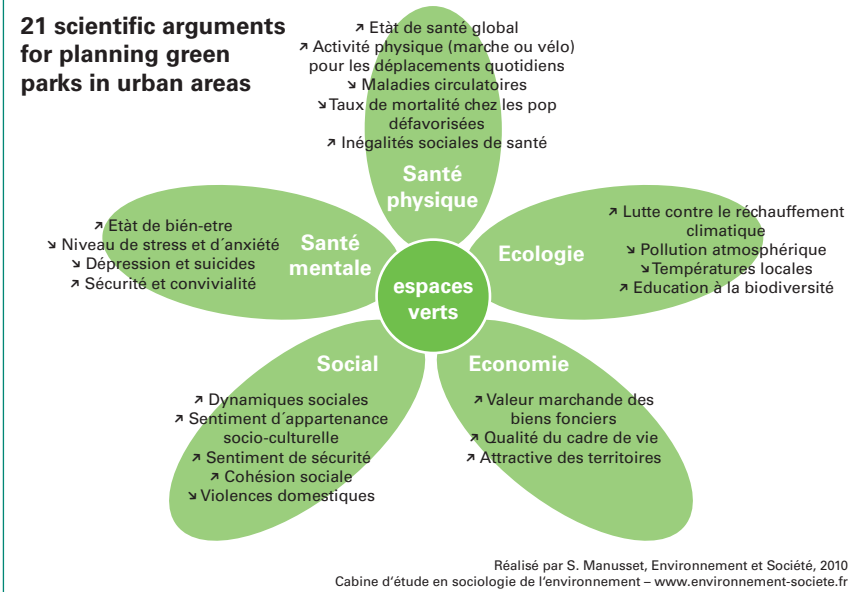 21 scientific arguments
for planning green
parks in urban areas
↗ Etàt de santé global
↗ Activité physique (marche ou vélo)
pour les déplacements quotidiens
↘ Maladies circulatoires
↘ Taux de mortalité chez les pop
défavorisées
↗ Inégalités sociales de santé
Santé
physique
↗ Etàt de bién-etre
↘ Niveau de stress et d´anxiété
↘ Dépression et suicides
↗ Sécurité et convivialité
Santé
mentale
Ecologie
↗ Lutte contre le réchauffement
climatique
↘ Pollution atmosphérique
↘ Températures locales
↗ Education à la biodiversité
espaces
verts
Social
↗ Dynamiques sociales
↗ Sentiment d´appartenance
socio-culturelle
↗ Sentiment de sécurité
↗ Cohésion sociale
↘ Violences domestiques
Economie
↗ Valeur marchande des
biens fonciers
↗ Qualité du cadre de vie
↗ Attractive des territoires
Réalisé par S. Manusset, Environnement et Société, 2010
Cabine d'étude en sociologie de l'environnement – www.environnement-societe.fr